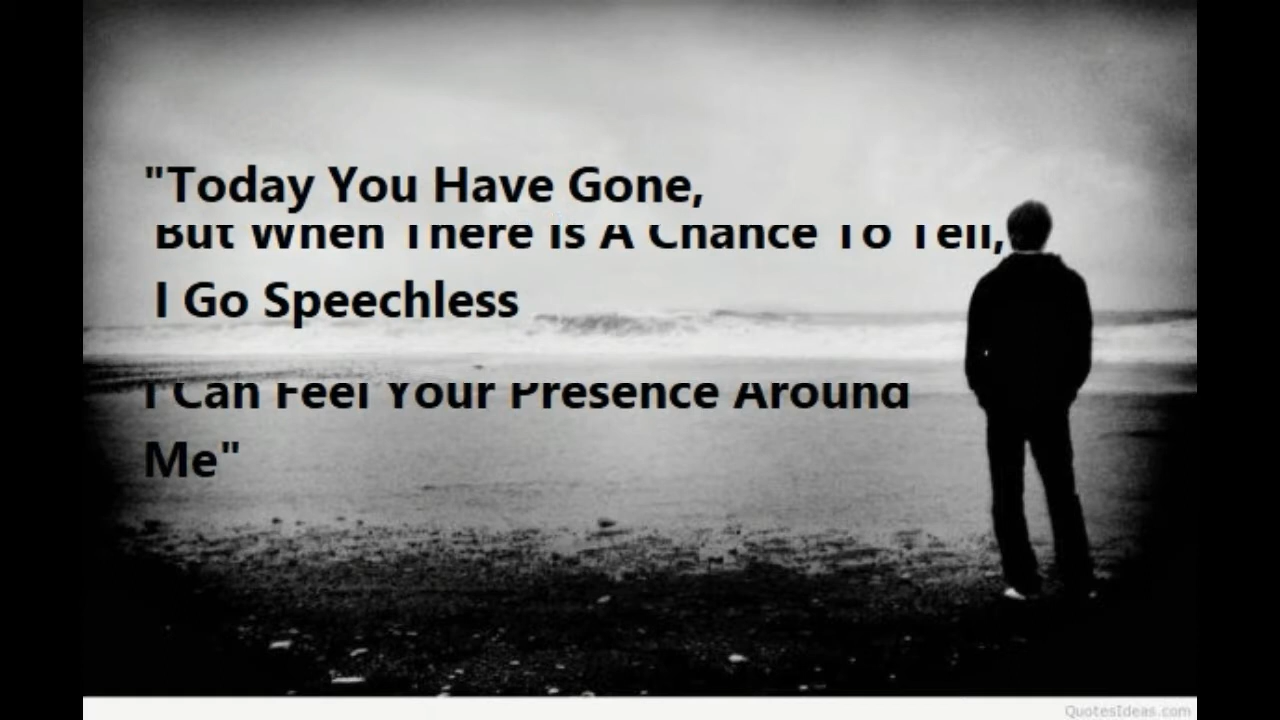 "Today You Have Gone,
But When There Is A Chance To Tell,
I Go Speechless
I Can Feel Your Presence Around
Me"
QuotesIdeas.com